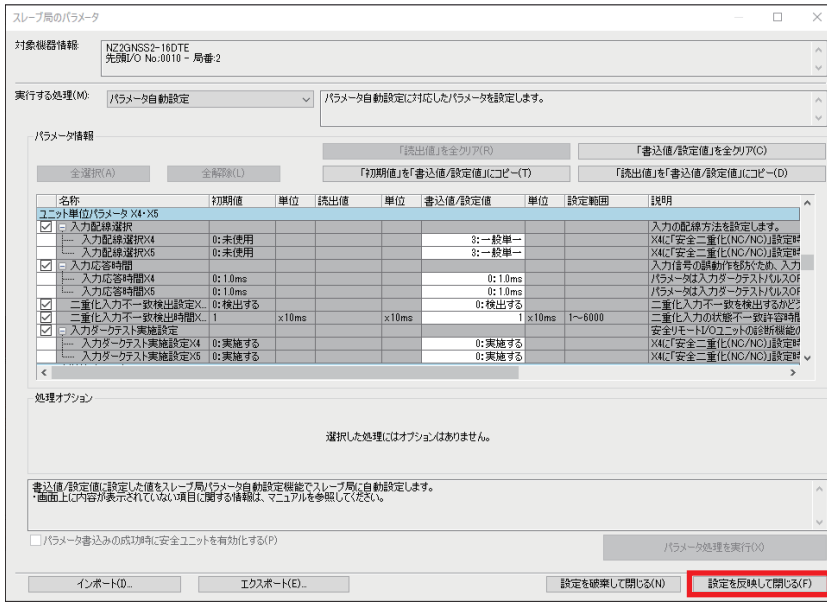 スレーブ局のパラメータ
対象機器情報:
NZ2GNSS2-16DTE
先頭I/O No.:0010 - 局番:2
実行する処理(M):
パラメータ自動設定
パラメータ自動設定に対応したパラメータを設定します。
パラメータ情報
「読出値」を全クリア(R)
「書込値/設定値」を全クリア(C)
全選択(A)
全解除(L)
「初期値」を「書込値/設定値」にコピー(T)
「読出値」を「書込値/設定値」にコピー(D)
名称 初期値 単位 読出値 単位 書込値/設定値 単位 設定範囲 説明
ユニット単位パラメータ X4・X5
入力配線選択 入力の配線方法を設定します。
入力配線選択X4 0:未使用 3:一般単一 X4に「安全二重化(NC/NC)」設定時
入力配線選択X5 0:未使用 3:一般単一 X4に「安全二重化(NC/NC)」設定時
入力応答時間 入力信号の誤動作を防ぐため、入力
入力応答時間X4 0:1.0ms 0:1.0ms パラメータは入力ダークテストパルスOF
入力応答時間X5 0:1.0ms 0:1.0ms パラメータは入力ダークテストパルスOF
二重化入力不一致検出設定X... 0:検出する 0:検出する 二重化入力不一致を検出するかどう
二重化入力不一致検出時間X... 1 ×10ms ×10ms 1 ×10ms 1～6000 二重化入力の状態不一致許容時間
入力ダークテスト実施設定 安全リモートI/Oユニットの診断機能の
入力ダークテスト実施設定X4 0:実施する 0:実施する X4に「安全二重化(NC/NC)」設定時
入力ダークテスト実施設定X5 0:実施する 0:実施する X4に「安全二重化(NC/NC)」設定時
処理オプション
選択した処理にはオプションはありません。
書込値/設定値に設定した値をスレーブ局パラメータ自動設定機能でスレーブ局に自動設定します。
・画面上に内容が表示されていない項目に関する情報は、マニュアルを参照してください。
パラメータ書込みの成功時に安全ユニットを有効化する(P)
パラメータ処理を実行(X)
インポート(I)...
エクスポート(E)...
設定を破棄して閉じる(N)
設定を反映して閉じる(F)